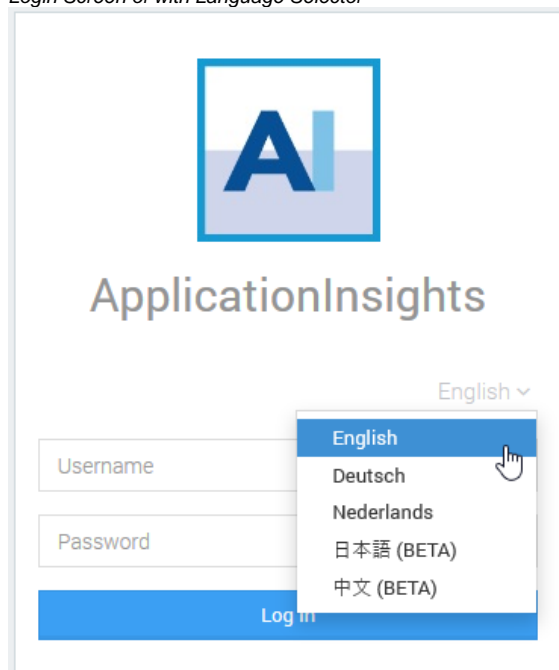 Login Screen of with Language Selector
AI
ApplicationInsights
English
English
Username
Deutsch
Nederlands
Password
日本語 (BETA)
中文 (BETA)
Log in